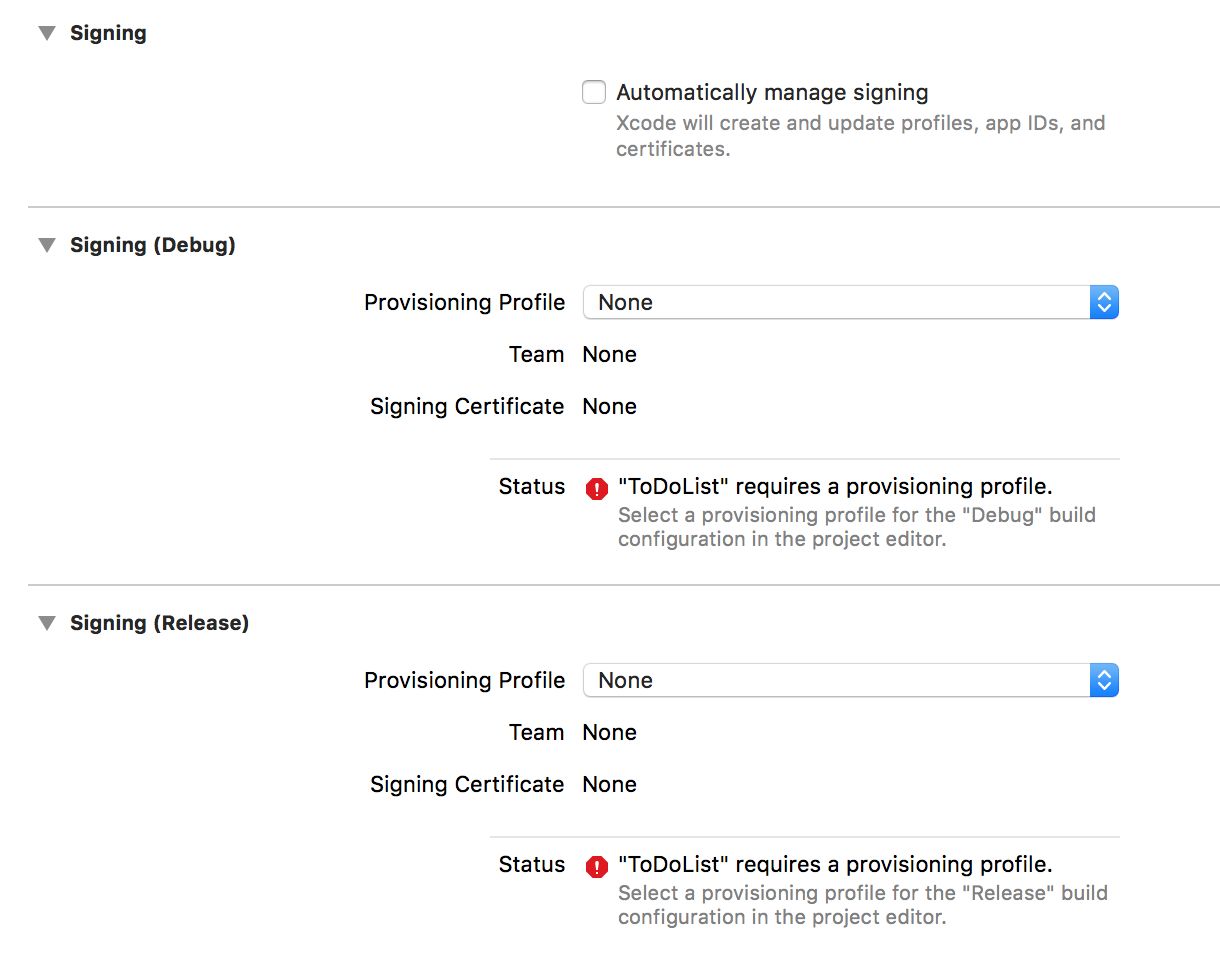 Signing
Automatically manage signing
Xcode will create and update profiles, app IDs, and
certificates.
Signing (Debug)
Provisioning Profile None
Team None
Signing Certificate None
Status "ToDoList" requires a provisioning profile.
Select a provisioning profile for the "Debug" build
configuration in the project editor.
Signing (Release)
Provisioning Profile None
Team None
Signing Certificate None
Status "ToDoList" requires a provisioning profile.
Select a provisioning profile for the "Release" build
configuration in the project editor.